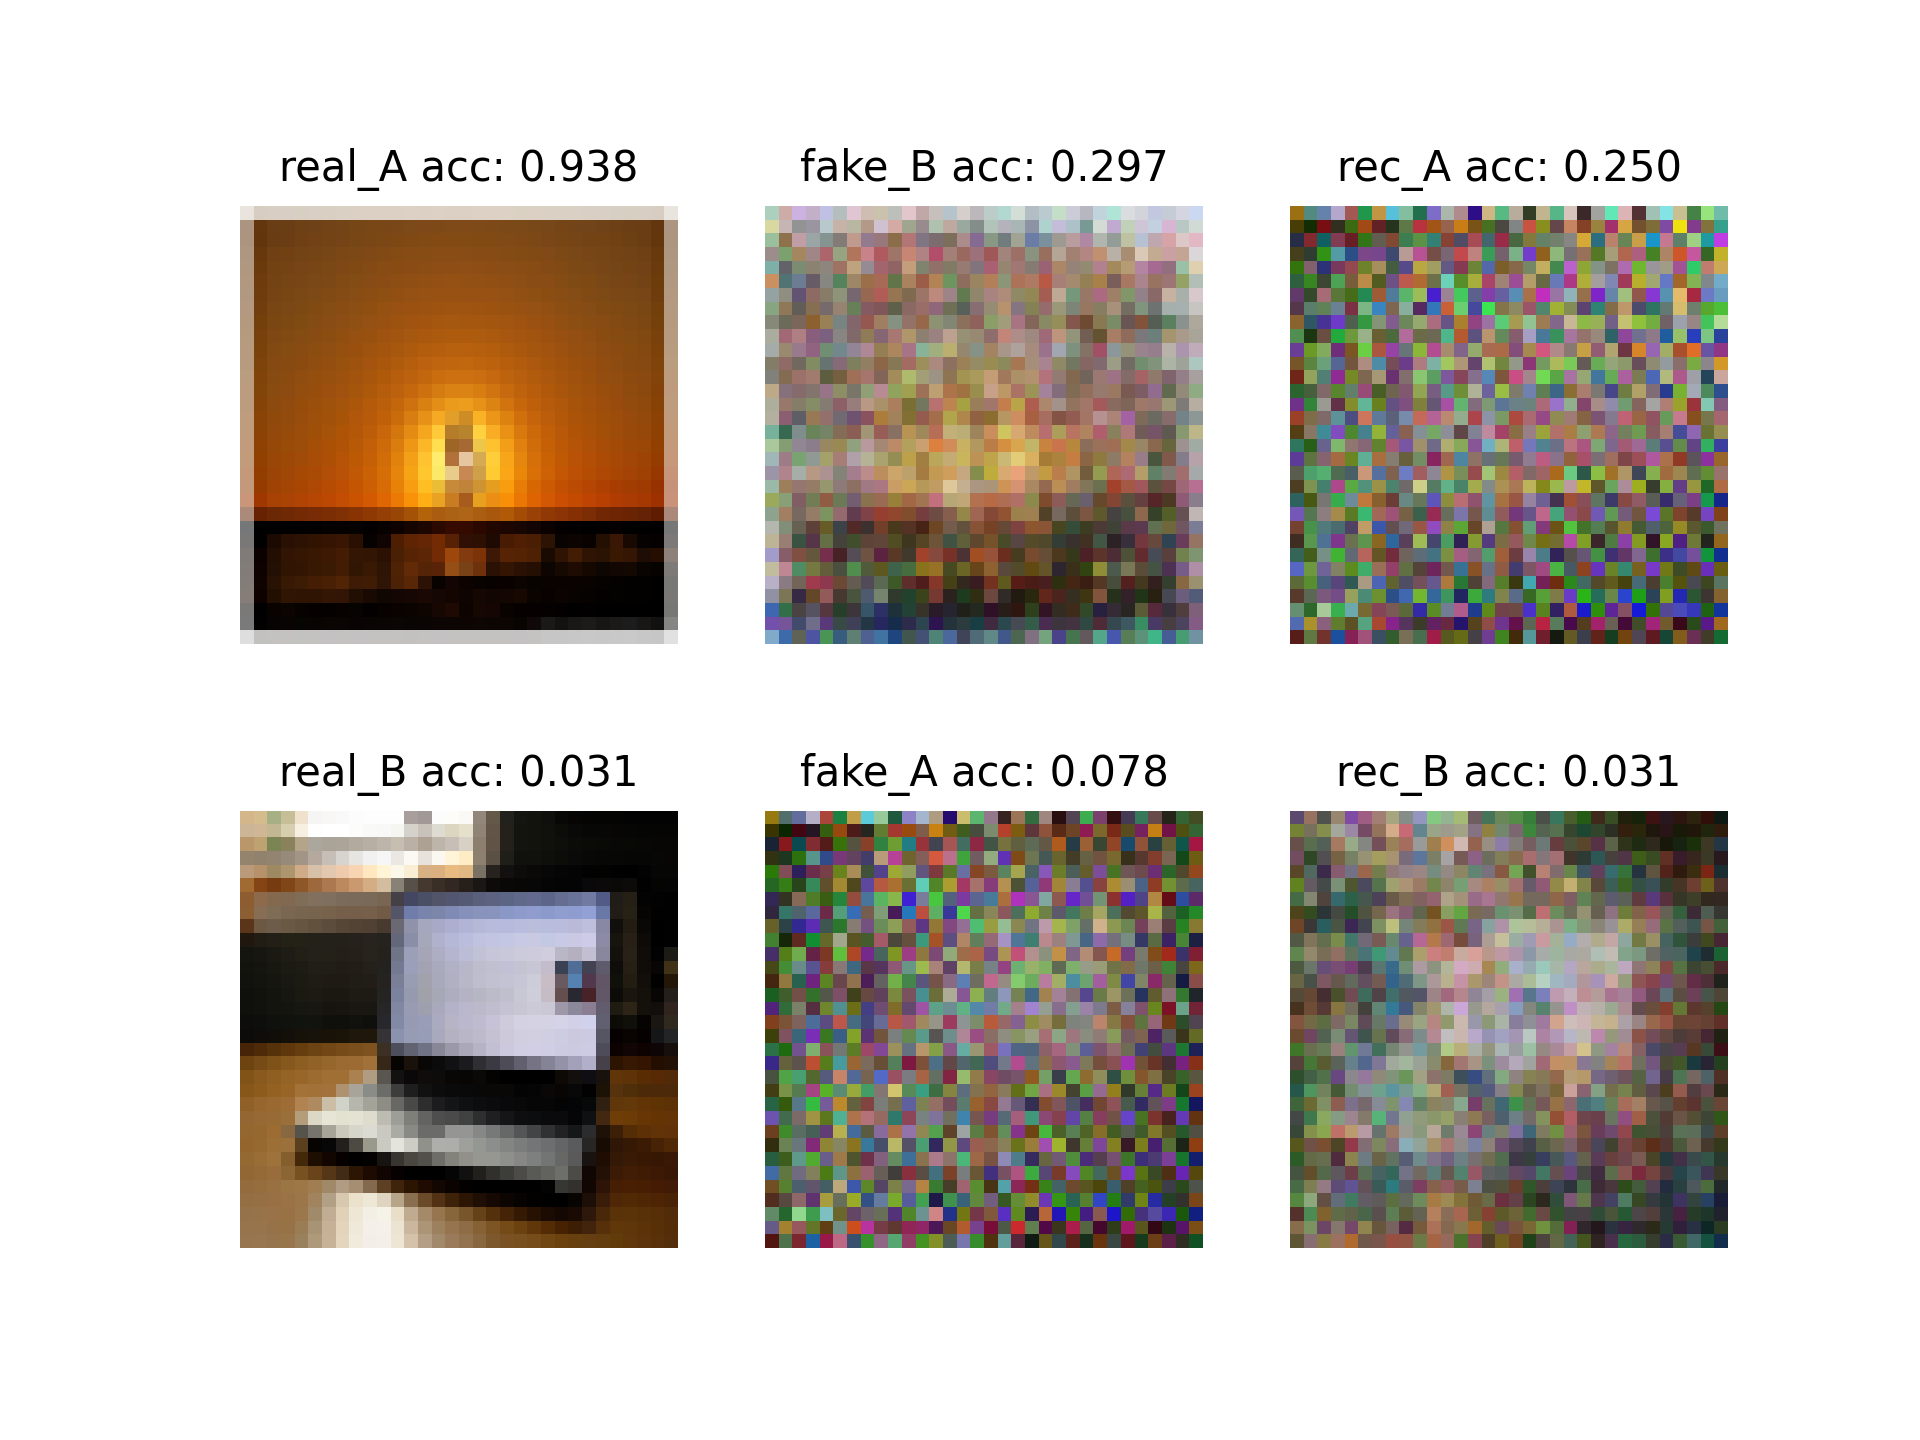 real_A acc: 0.938
fake_B acc: 0.297
rec_A acc: 0.250
real_B acc: 0.031
fake_A acc: 0.078
rec_B acc: 0.031